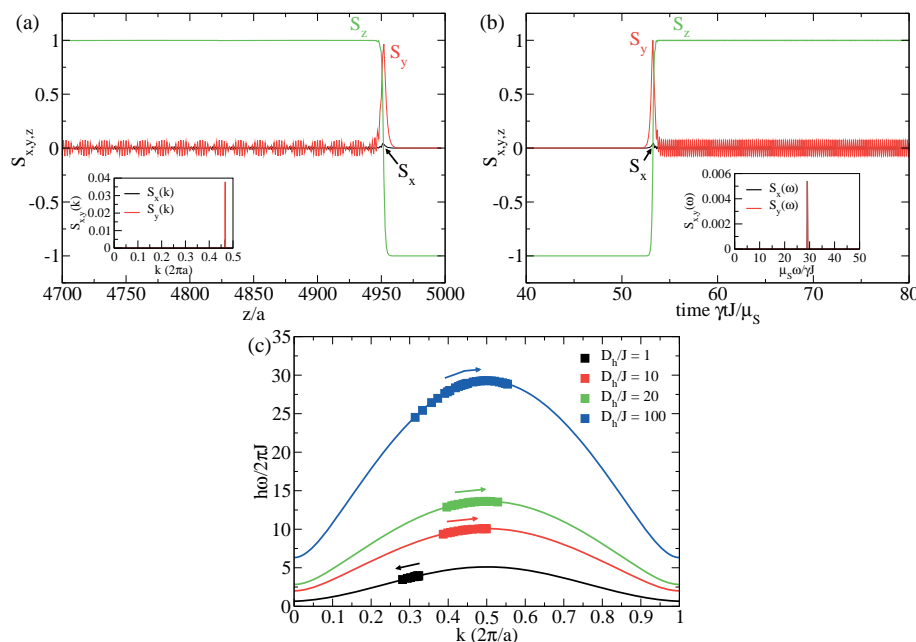 (a)
S_z
S_y
S_x
S_x,y,z
1
0.5
0
-0.5
-1
4700 4750 4800 4850 4900 4950 5000
z/a
S_x,y(k)
0.04
0.03
0.02
0.01
0
S_x(k)
S_y(k)
0 0.1 0.2 0.3 0.4 0.5
k (2πa)
(b)
S_z
S_y
S_x
S_x,y,z
1
0.5
0
-0.5
-1
40 50 60 70 80
time γtJ/μ_S
S_x,y(ω)
0.006
0.004
0.002
0
S_x(ω)
S_y(ω)
0 10 20 30 40 50
μ_Sω/γJ
(c)
ħω/2πJ
35
30
25
20
15
10
5
0
D_h/J = 1
D_h/J = 10
D_h/J = 20
D_h/J = 100
0 0.1 0.2 0.3 0.4 0.5 0.6 0.7 0.8 0.9 1
k (2π/a)